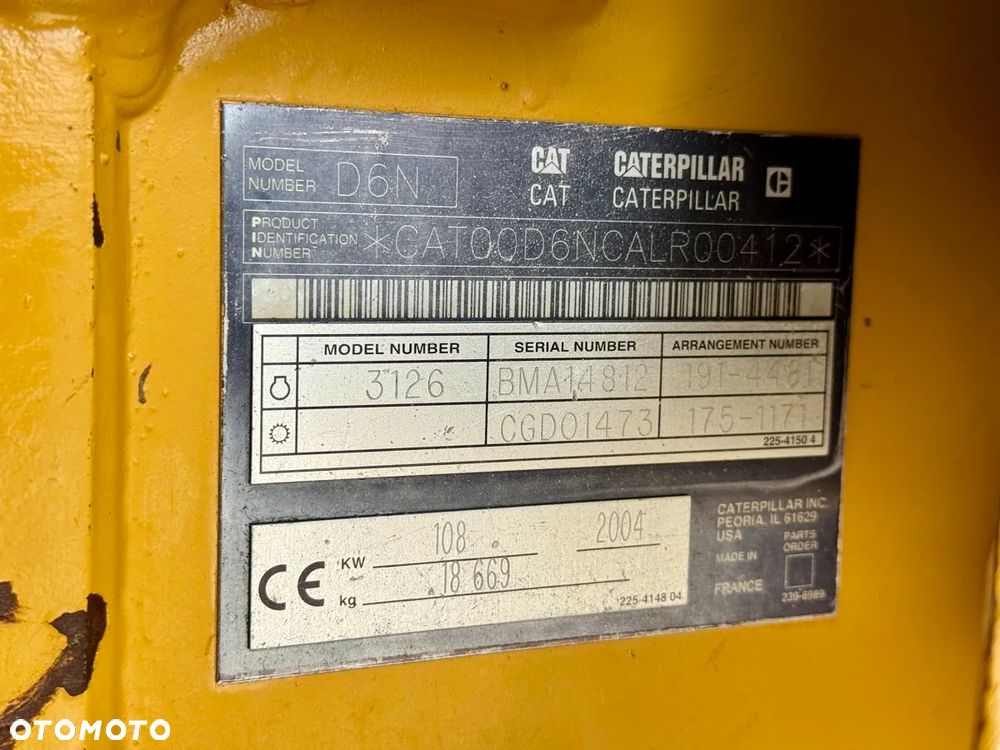 MODEL NUMBER D6N
CAT CATERPILLAR
CAT CATERPILLAR
PRODUCT IDENTIFICATION NUMBER *CAT00D6NCALR00412*
MODEL NUMBER SERIAL NUMBER ARRANGEMENT NUMBER
3126 BMA14812 191-4481
CGD01473 175-1171
225-4150 4
KW 108 2004
CE kg 18 669
225-4148 04
CATERPILLAR INC.
PEORIA, IL 61629
USA
PARTS ORDER
MADE IN
FRANCE
239-6989
OTOMOTO